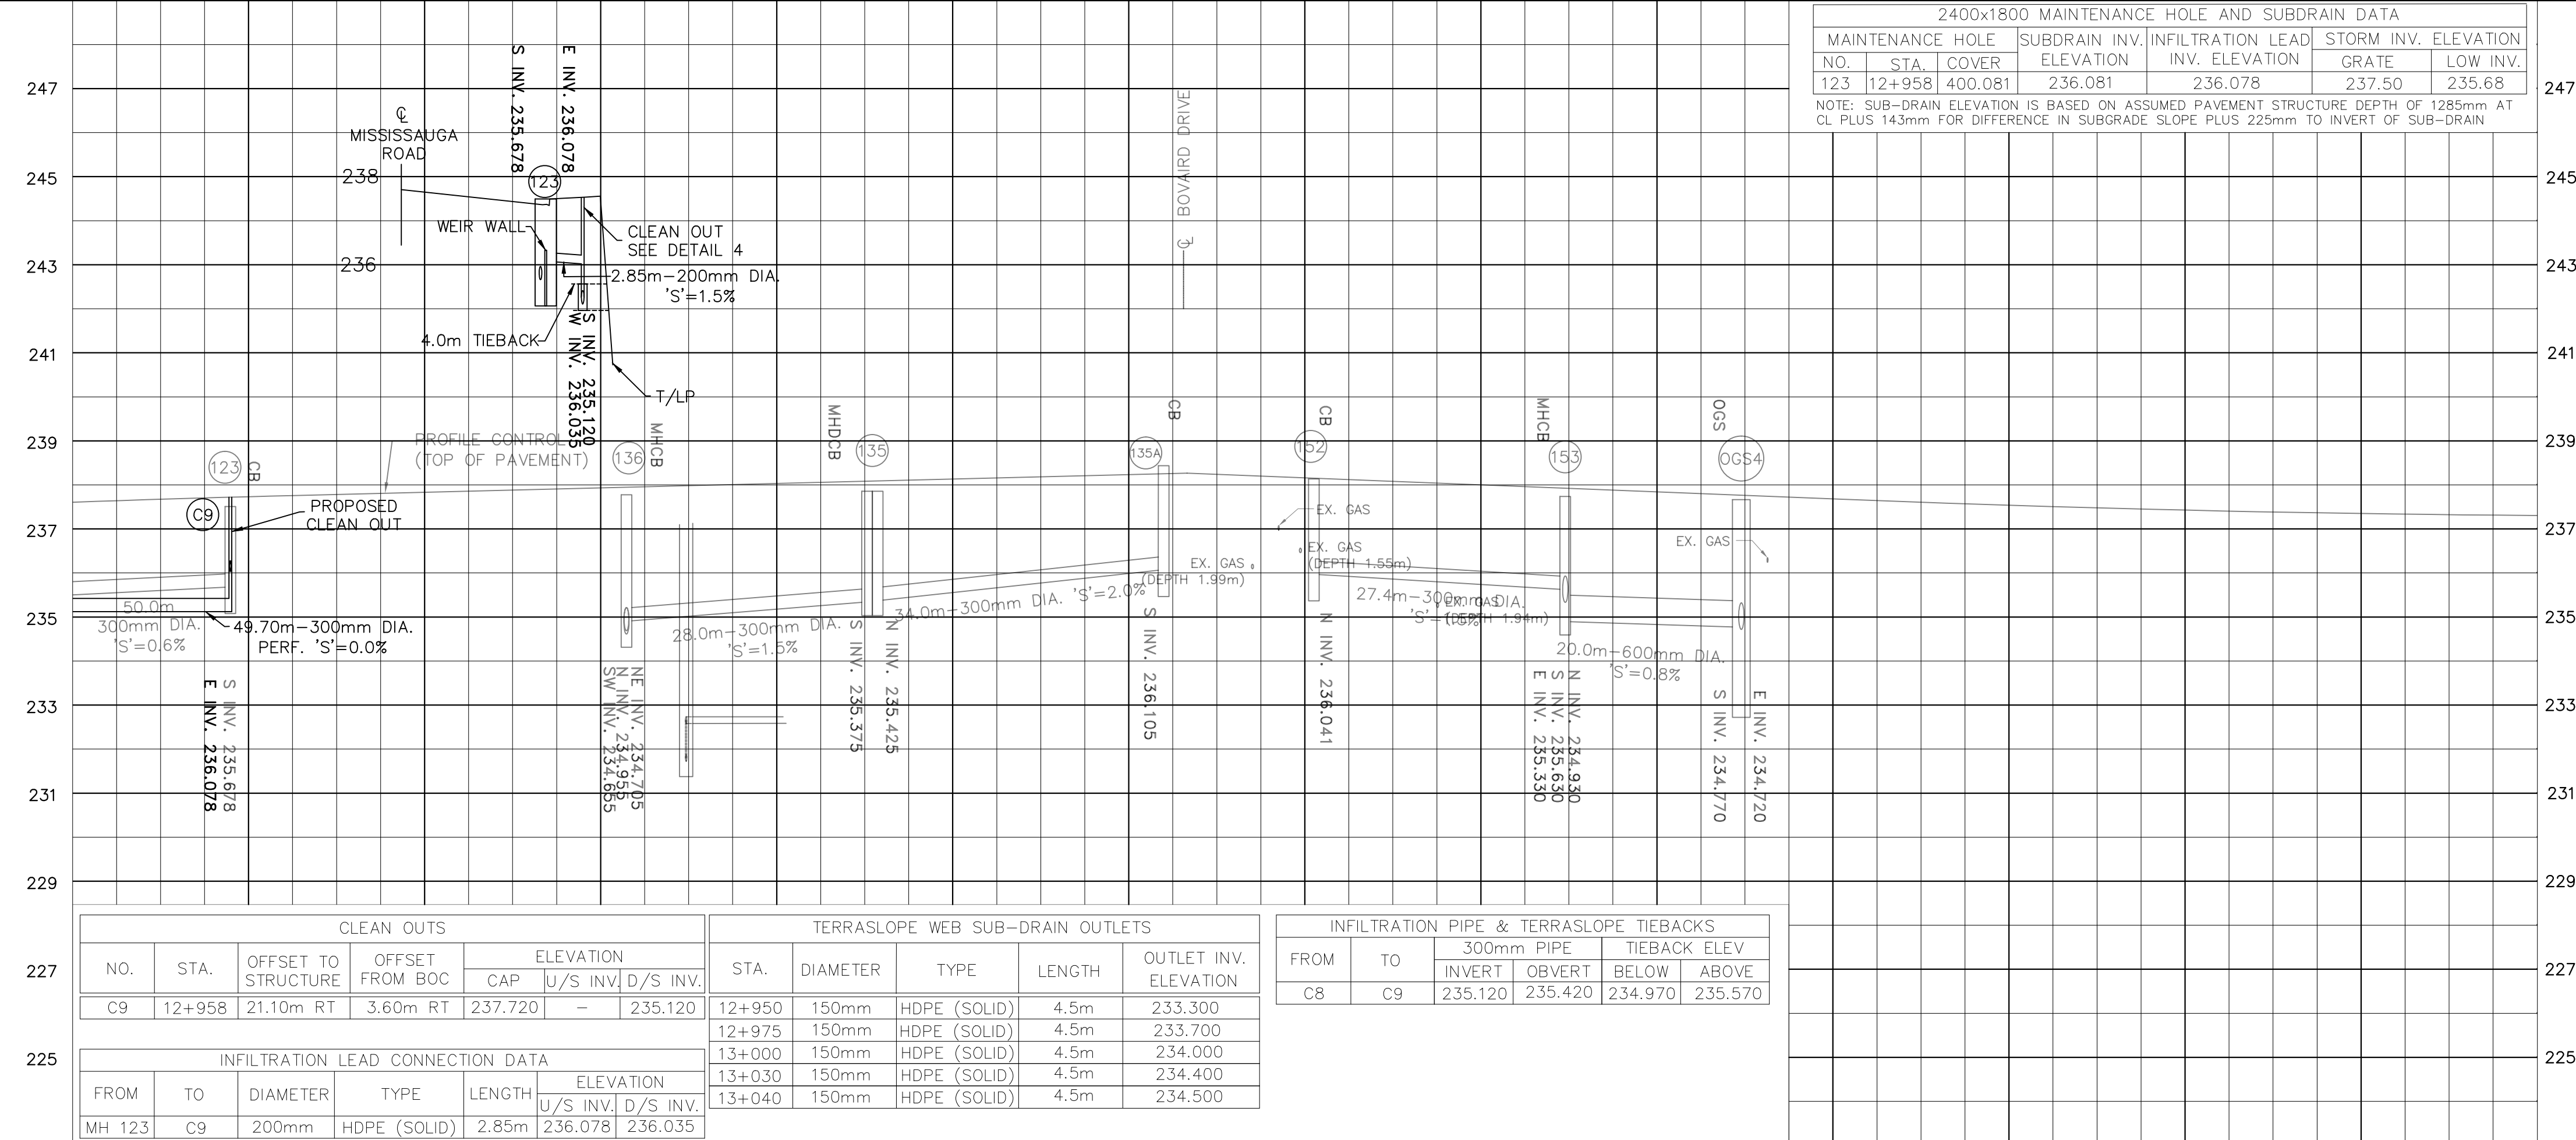 2400x1800 MAINTENANCE HOLE AND SUBDRAIN DATA
MAINTENANCE HOLE SUBDRAIN INV. ELEVATION INFILTRATION LEAD INV. ELEVATION STORM INV. ELEVATION
NO. STA. COVER GRATE LOW INV.
123 12+958 400.081 236.081 236.078 237.50 235.68
NOTE: SUB-DRAIN ELEVATION IS BASED ON ASSUMED PAVEMENT STRUCTURE DEPTH OF 1285mm AT
CL PLUS 143mm FOR DIFFERENCE IN SUBGRADE SLOPE PLUS 225mm TO INVERT OF SUB-DRAIN
247
245
243
241
239
237
235
233
231
229
227
225
247
245
243
241
239
237
235
233
231
229
227
225
S INV. 235.678
E INV. 236.078
℄
MISSISSAUGA
ROAD
238
236
123
WEIR WALL
CLEAN OUT
SEE DETAIL 4
2.85m-200mm DIA.
'S'=1.5%
4.0m TIEBACK
S INV. 235.120
W INV. 236.035
T/LP
℄ BOVAIRD DRIVE
PROFILE CONTROL
(TOP OF PAVEMENT)
123
CB
C9
PROPOSED
CLEAN OUT
50.0m
300mm DIA.
'S'=0.6%
49.70m-300mm DIA.
PERF. 'S'=0.0%
S INV. 235.678
E INV. 236.078
136
MHCB
NE INV. 234.705
N INV. 234.955
SW INV. 234.655
28.0m-300mm DIA.
'S'=1.5%
MHDCB
135
N INV. 235.425
S INV. 235.375
34.0m-300mm DIA. 'S'=2.0%
CB
135A
S INV. 236.105
EX. GAS
(DEPTH 1.99m)
EX. GAS
EX. GAS
(DEPTH 1.55m)
CB
152
N INV. 236.041
27.4m-300mm DIA.
EX. GAS
(DEPTH 1.94m)
MHCB
153
N INV. 234.930
S INV. 235.630
E INV. 235.330
20.0m-600mm DIA.
'S'=0.8%
OGS
OGS4
EX. GAS
E INV. 234.720
S INV. 234.770
CLEAN OUTS
NO. STA. OFFSET TO STRUCTURE OFFSET FROM BOC ELEVATION
CAP U/S INV. D/S INV.
C9 12+958 21.10m RT 3.60m RT 237.720 - 235.120
INFILTRATION LEAD CONNECTION DATA
FROM TO DIAMETER TYPE LENGTH ELEVATION
U/S INV. D/S INV.
MH 123 C9 200mm HDPE (SOLID) 2.85m 236.078 236.035
TERRASLOPE WEB SUB-DRAIN OUTLETS
STA. DIAMETER TYPE LENGTH OUTLET INV. ELEVATION
12+950 150mm HDPE (SOLID) 4.5m 233.300
12+975 150mm HDPE (SOLID) 4.5m 233.700
13+000 150mm HDPE (SOLID) 4.5m 234.000
13+030 150mm HDPE (SOLID) 4.5m 234.400
13+040 150mm HDPE (SOLID) 4.5m 234.500
INFILTRATION PIPE & TERRASLOPE TIEBACKS
FROM TO 300mm PIPE TIEBACK ELEV
INVERT OBVERT BELOW ABOVE
C8 C9 235.120 235.420 234.970 235.570